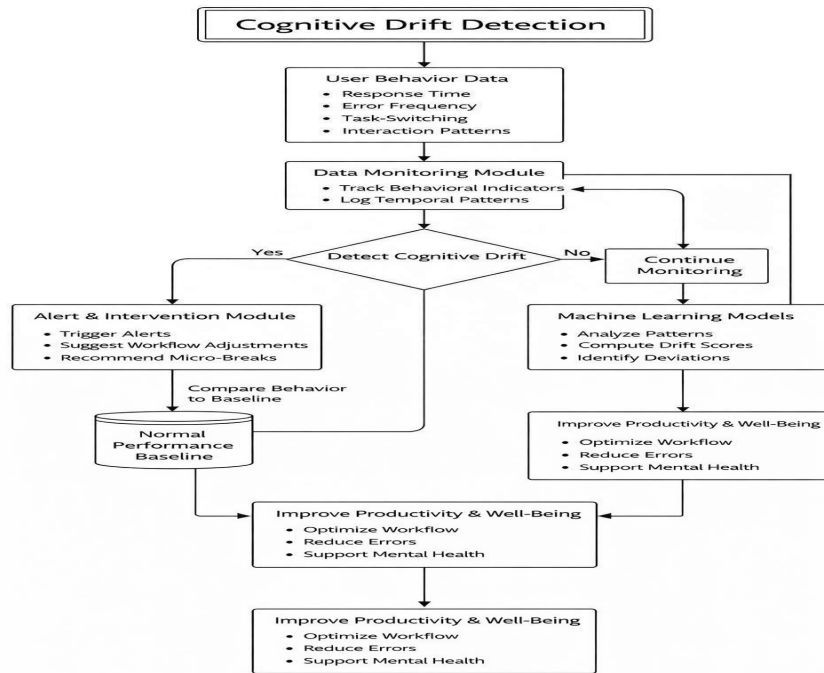 Cognitive Drift Detection
User Behavior Data
• Response Time
• Error Frequency
• Task-Switching
• Interaction Patterns
Data Monitoring Module
• Track Behavioral Indicators
• Log Temporal Patterns
Yes
Detect Cognitive Drift
No
Continue
Monitoring
Alert & Intervention Module
• Trigger Alerts
• Suggest Workflow Adjustments
• Recommend Micro-Breaks
Machine Learning Models
• Analyze Patterns
• Compute Drift Scores
• Identify Deviations
Compare Behavior
to Baseline
Normal
Performance
Baseline
Improve Productivity & Well-Being
• Optimize Workflow
• Reduce Errors
• Support Mental Health
Improve Productivity & Well-Being
• Optimize Workflow
• Reduce Errors
• Support Mental Health
Improve Productivity & Well-Being
• Optimize Workflow
• Reduce Errors
• Support Mental Health